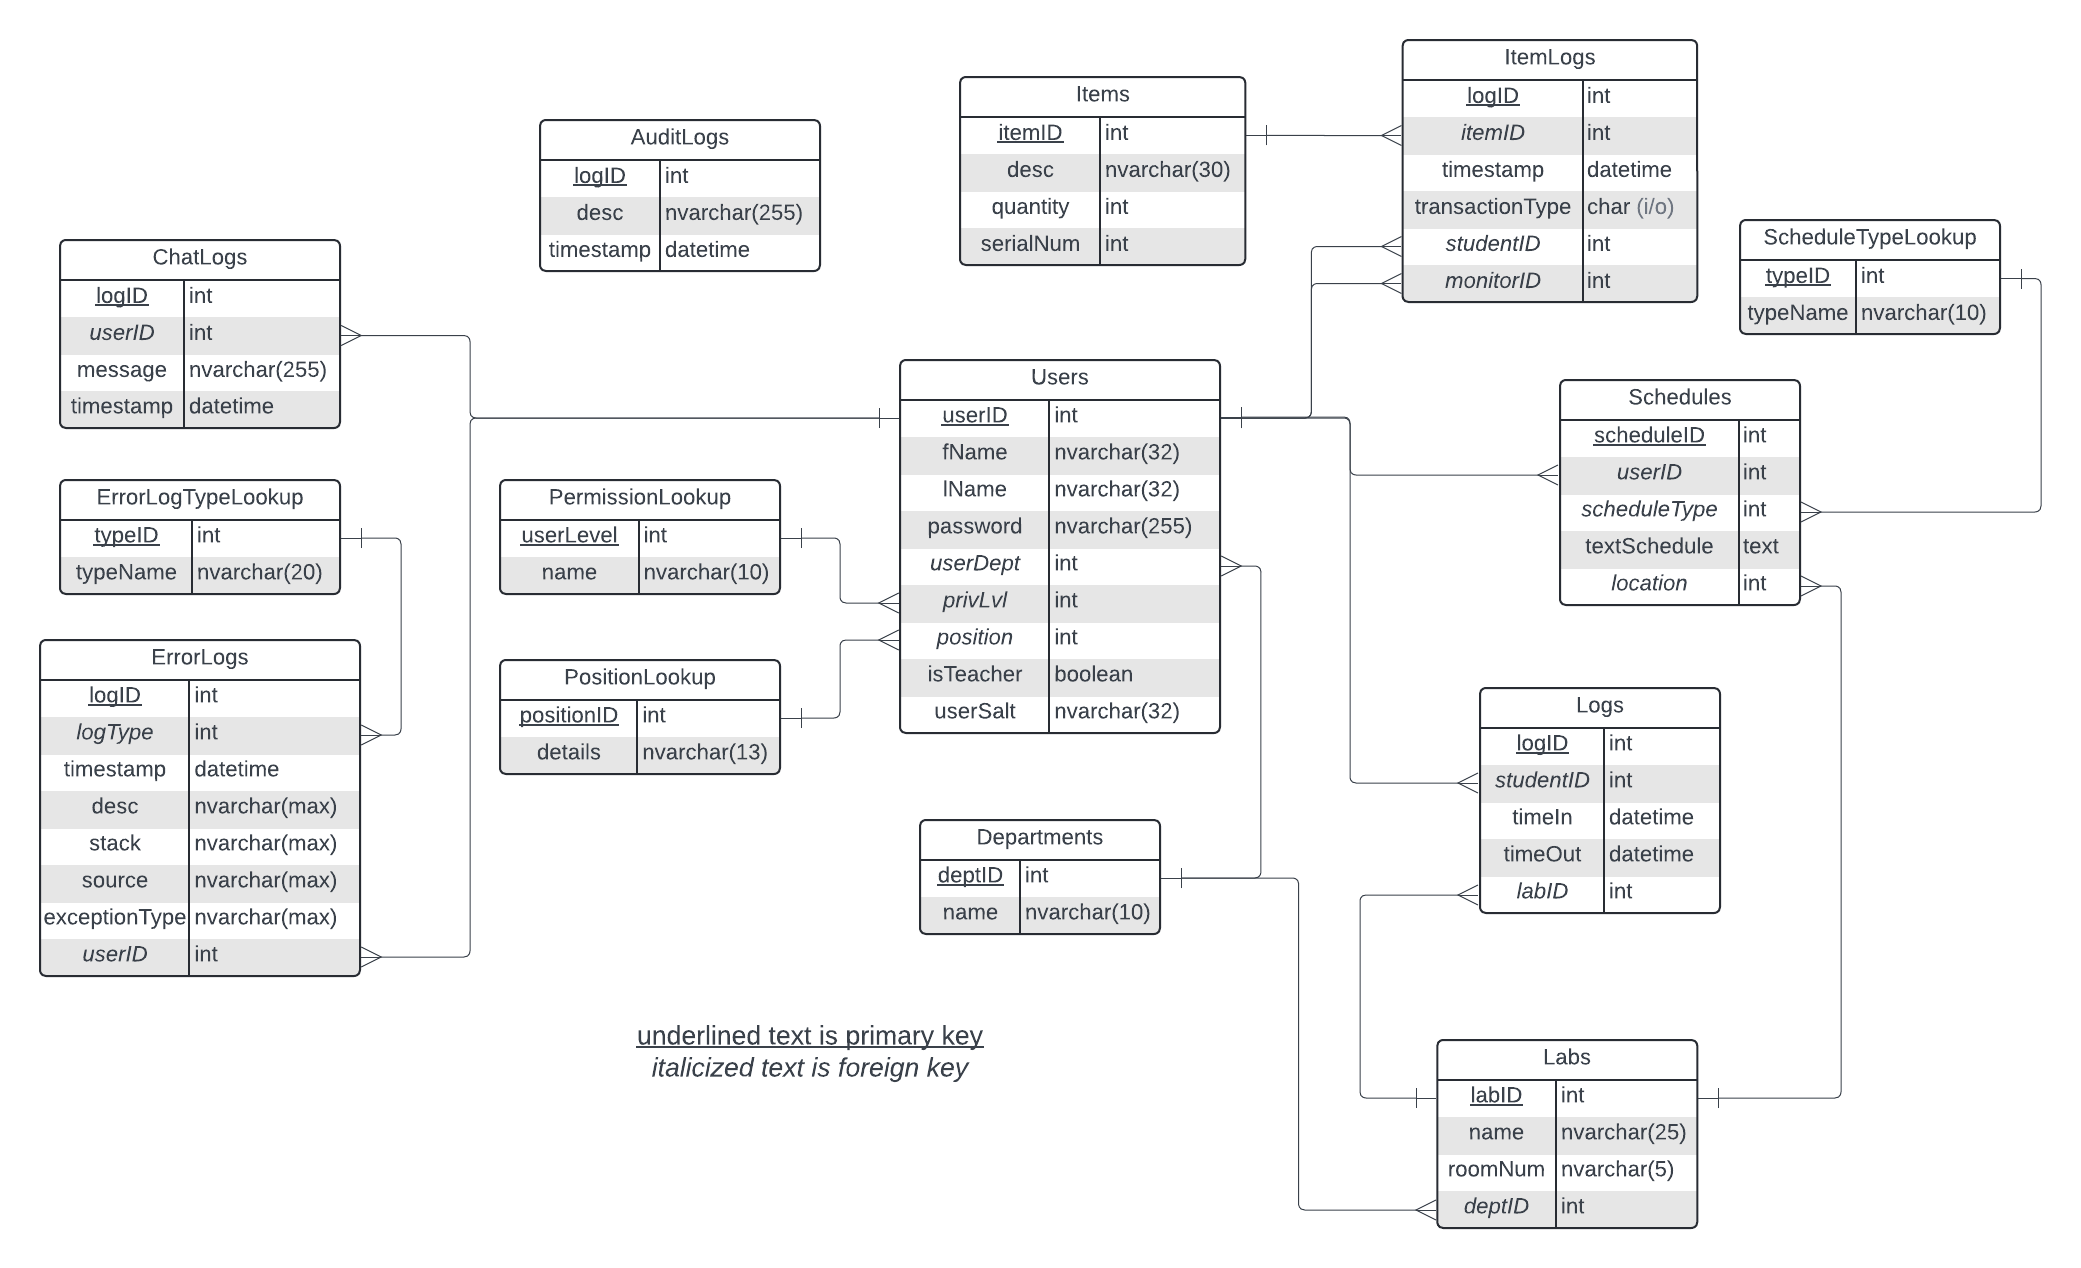 ItemLogs
logID int
itemID int
timestamp datetime
transactionType char (i/o)
studentID int
monitorID int
Items
itemID int
desc nvarchar(30)
quantity int
serialNum int
AuditLogs
logID int
desc nvarchar(255)
timestamp datetime
ScheduleTypeLookup
typeID int
typeName nvarchar(10)
ChatLogs
logID int
userID int
message nvarchar(255)
timestamp datetime
Users
userID int
fName nvarchar(32)
lName nvarchar(32)
password nvarchar(255)
userDept int
privLvl int
position int
isTeacher boolean
userSalt nvarchar(32)
Schedules
scheduleID int
userID int
scheduleType int
textSchedule text
location int
ErrorLogTypeLookup
typeID int
typeName nvarchar(20)
PermissionLookup
userLevel int
name nvarchar(10)
ErrorLogs
logID int
logType int
timestamp datetime
desc nvarchar(max)
stack nvarchar(max)
source nvarchar(max)
exceptionType nvarchar(max)
userID int
PositionLookup
positionID int
details nvarchar(13)
Logs
logID int
studentID int
timeIn datetime
timeOut datetime
labID int
Departments
deptID int
name nvarchar(10)
underlined text is primary key
italicized text is foreign key
Labs
labID int
name nvarchar(25)
roomNum nvarchar(5)
deptID int